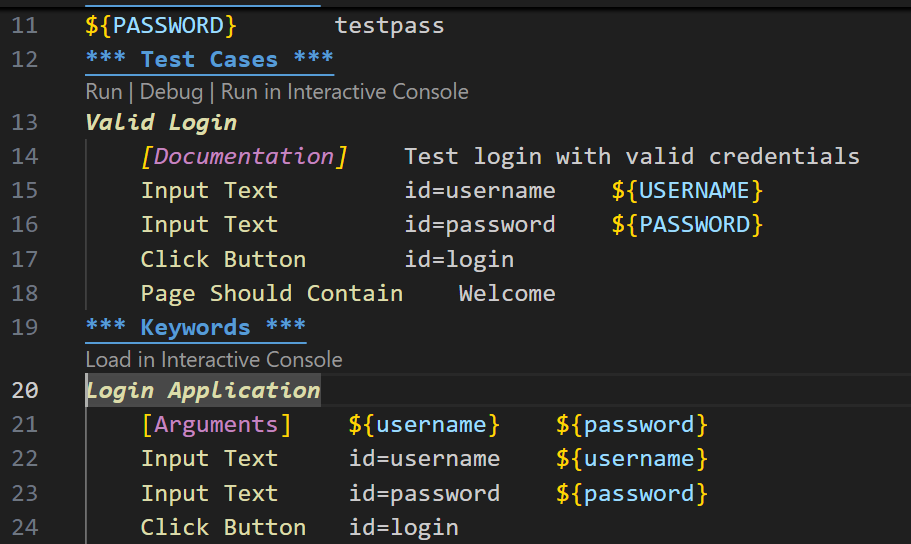 11 ${PASSWORD} testpass
12 *** Test Cases ***
Run | Debug | Run in Interactive Console
13 Valid Login
14 [Documentation] Test login with valid credentials
15 Input Text id=username ${USERNAME}
16 Input Text id=password ${PASSWORD}
17 Click Button id=login
18 Page Should Contain Welcome
19 *** Keywords ***
Load in Interactive Console
20 Login Application
21 [Arguments] ${username} ${password}
22 Input Text id=username ${username}
23 Input Text id=password ${password}
24 Click Button id=login